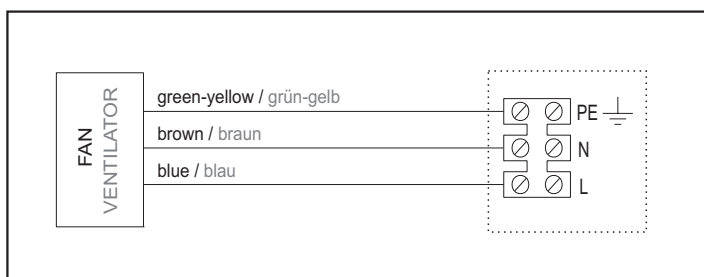 FAN
VENTILATOR
green-yellow / grün-gelb
brown / braun
blue / blau
PE
N
L